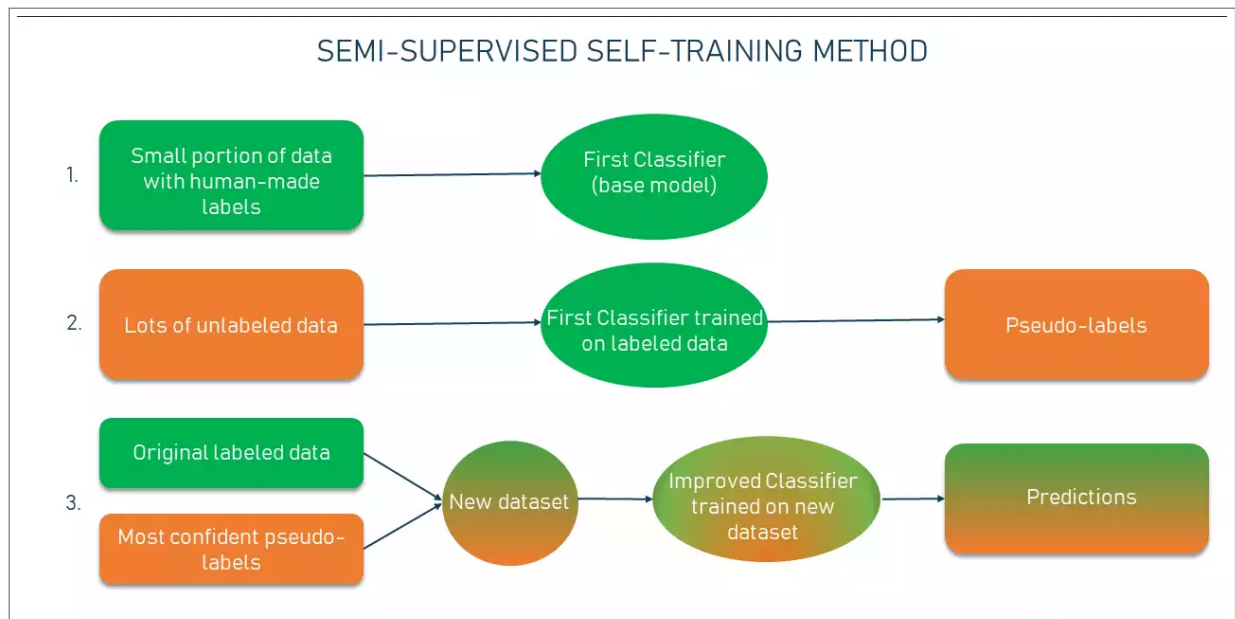 SEMI-SUPERVISED SELF-TRAINING METHOD
1.
Small portion of data
with human-made
labels
First Classifier
(base model)
2.
Lots of unlabeled data
First Classifier trained
on labeled data
Pseudo-labels
3.
Original labeled data
Most confident pseudo-
labels
New dataset
Improved Classifier
trained on new
dataset
Predictions